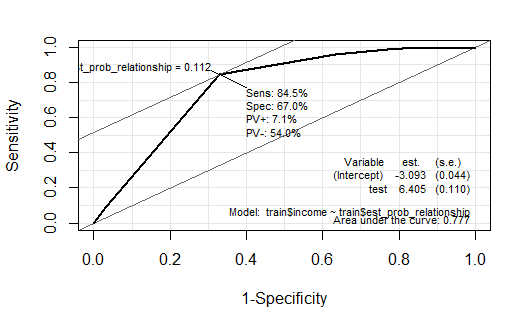 Sensitivity
1.0
0.8
0.6
0.4
0.2
0.0
t_prob_relationship = 0.112
Sens: 84.5%
Spec: 67.0%
PV+: 7.1%
PV-: 54.0%
Variable est. (s.e.)
(Intercept) -3.093 (0.044)
test 6.405 (0.110)
Model: train$income ~ train$est_prob_relationship
Area under the curve: 0.777
0.0 0.2 0.4 0.6 0.8 1.0
1-Specificity